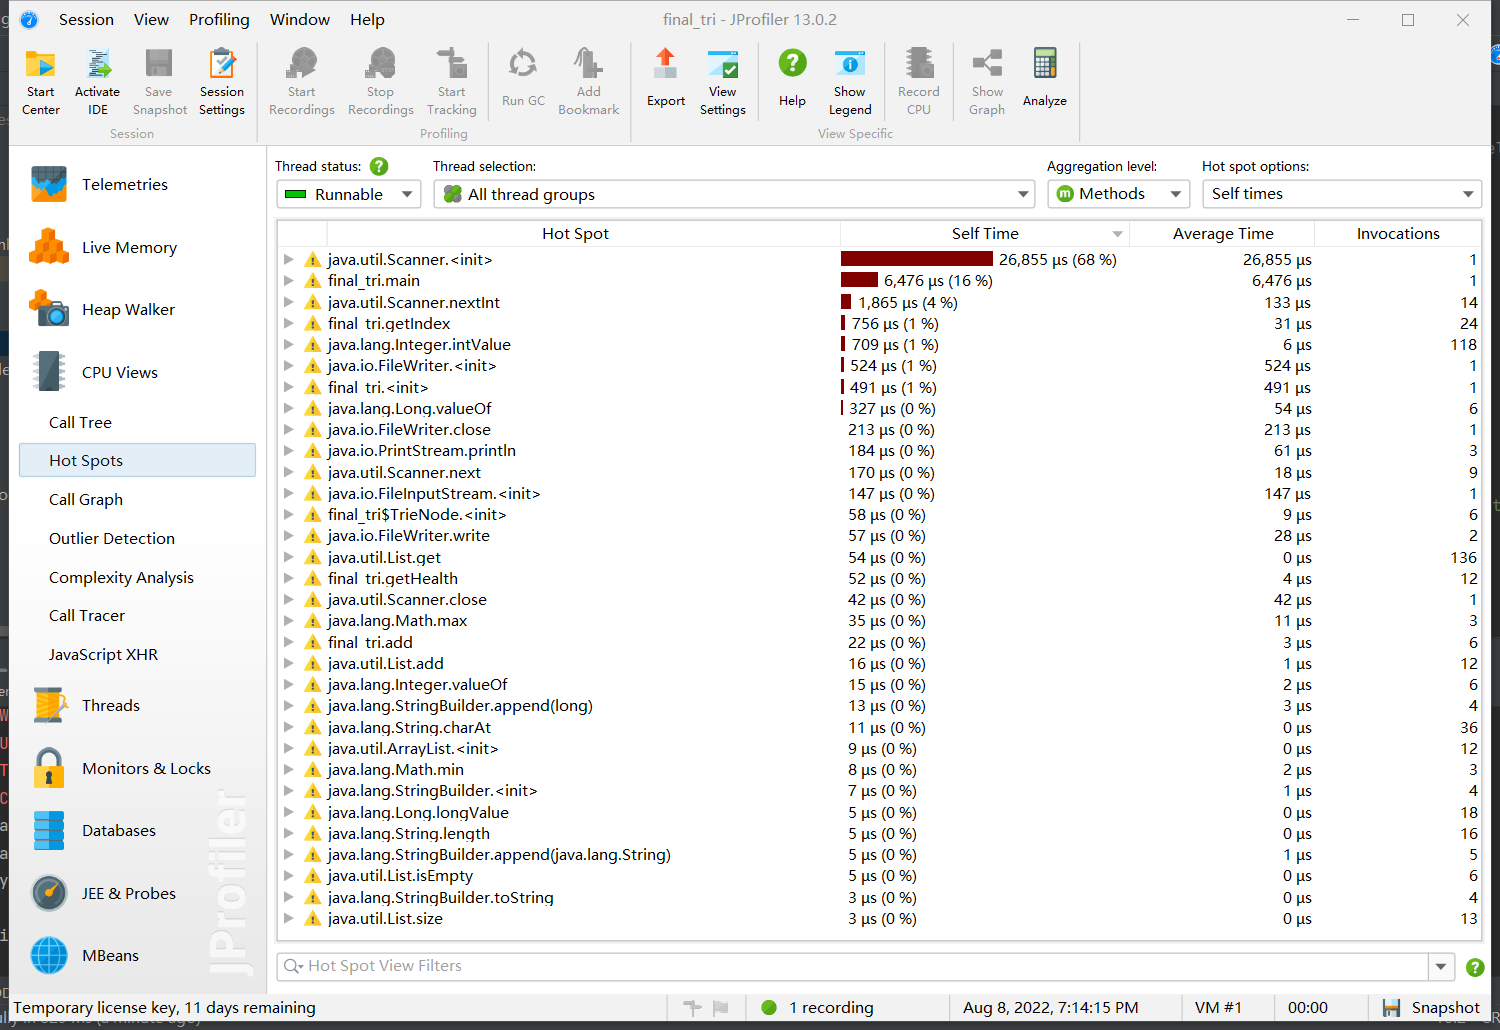 Session View Profiling Window Help
final_tri - JProfiler 13.0.2
Start Center
Activate IDE
Save Snapshot
Session Settings
Start Recordings
Stop Recordings
Start Tracking
Run GC
Add Bookmark
Export
View Settings
Help
Show Legend
Record CPU
Show Graph
Analyze
Session
Profiling
View Specific
Telemetries
Live Memory
Heap Walker
CPU Views
Call Tree
Hot Spots
Call Graph
Outlier Detection
Complexity Analysis
Call Tracer
JavaScript XHR
Threads
Monitors & Locks
Databases
JEE & Probes
MBeans
JProfiler
Thread status: Thread selection: Aggregation level: Hot spot options:
Runnable All thread groups Methods Self times
Hot Spot Self Time Average Time Invocations
java.util.Scanner.<init> 26,855 µs (68 %) 26,855 µs 1
final_tri.main 6,476 µs (16 %) 6,476 µs 1
java.util.Scanner.nextInt 1,865 µs (4 %) 133 µs 14
final_tri.getIndex 756 µs (1 %) 31 µs 24
java.lang.Integer.intValue 709 µs (1 %) 6 µs 118
java.io.FileWriter.<init> 524 µs (1 %) 524 µs 1
final_tri.<init> 491 µs (1 %) 491 µs 1
java.lang.Long.valueOf 327 µs (0 %) 54 µs 6
java.io.FileWriter.close 213 µs (0 %) 213 µs 1
java.io.PrintStream.println 184 µs (0 %) 61 µs 3
java.util.Scanner.next 170 µs (0 %) 18 µs 9
java.io.FileInputStream.<init> 147 µs (0 %) 147 µs 1
final_tri$TrieNode.<init> 58 µs (0 %) 9 µs 6
java.io.FileWriter.write 57 µs (0 %) 28 µs 2
java.util.List.get 54 µs (0 %) 0 µs 136
final_tri.getHealth 52 µs (0 %) 4 µs 12
java.util.Scanner.close 42 µs (0 %) 42 µs 1
java.lang.Math.max 35 µs (0 %) 11 µs 3
final_tri.add 22 µs (0 %) 3 µs 6
java.util.List.add 16 µs (0 %) 1 µs 12
java.lang.Integer.valueOf 15 µs (0 %) 2 µs 6
java.lang.StringBuilder.append(long) 13 µs (0 %) 3 µs 4
java.lang.String.charAt 11 µs (0 %) 0 µs 36
java.util.ArrayList.<init> 9 µs (0 %) 0 µs 12
java.lang.Math.min 8 µs (0 %) 2 µs 3
java.lang.StringBuilder.<init> 7 µs (0 %) 1 µs 4
java.lang.Long.longValue 5 µs (0 %) 0 µs 18
java.lang.String.length 5 µs (0 %) 0 µs 16
java.lang.StringBuilder.append(java.lang.String) 5 µs (0 %) 1 µs 5
java.util.List.isEmpty 5 µs (0 %) 0 µs 6
java.lang.StringBuilder.toString 3 µs (0 %) 0 µs 4
java.util.List.size 3 µs (0 %) 0 µs 13
Hot Spot View Filters
Temporary license key, 11 days remaining 1 recording Aug 8, 2022, 7:14:15 PM VM #1 00:00 Snapshot